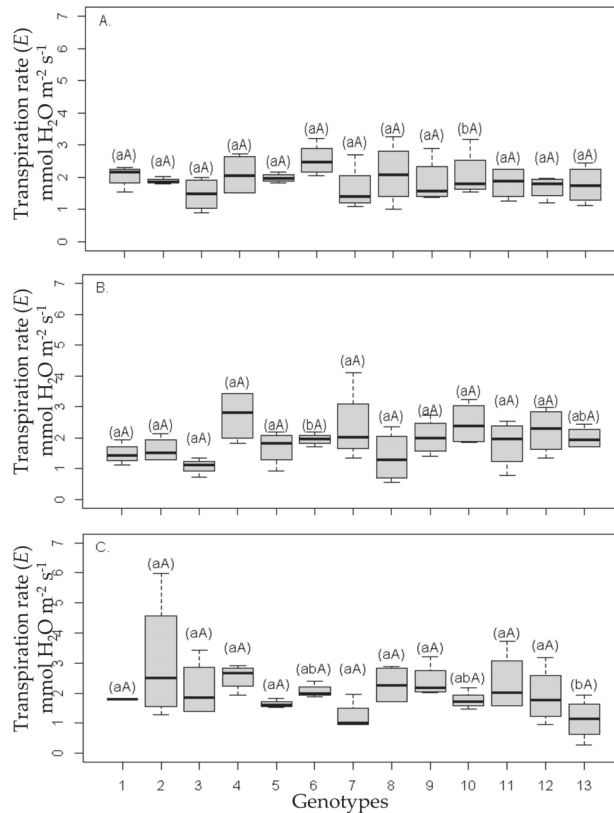 A.
Transpiration rate (E)
mmol H₂O m⁻² s⁻¹
7
6
5
4
3
2
1
0
(aA) (aA) (aA) (aA) (aA) (aA) (aA) (aA) (aA) (bA) (aA) (aA) (aA)
B.
Transpiration rate (E)
mmol H₂O m⁻² s⁻¹
7
6
5
4
3
2
1
0
(aA) (aA) (aA) (aA) (aA) (bA) (aA) (aA) (aA) (aA) (aA) (aA) (abA)
C.
Transpiration rate (E)
mmol H₂O m⁻² s⁻¹
7
6
5
4
3
2
1
0
(aA) (aA) (aA) (aA) (aA) (abA) (aA) (aA) (aA) (abA) (aA) (aA) (bA)
1 2 3 4 5 6 7 8 9 10 11 12 13
Genotypes